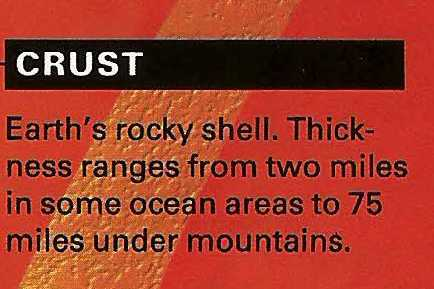 CRUST
Earth's rocky shell. Thick-
ness ranges from two miles
in some ocean areas to 75
miles under mountains.